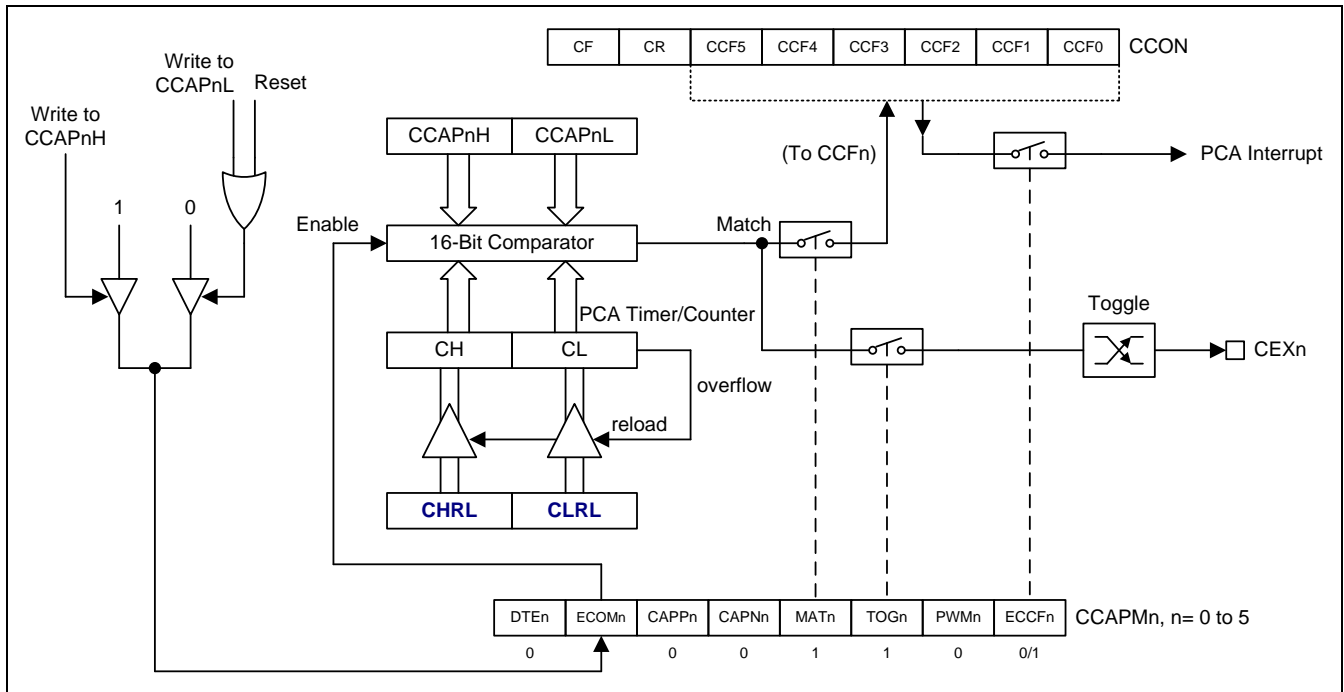 CF CR CCF5 CCF4 CCF3 CCF2 CCF1 CCF0 CCON
Write to
CCAPnL
Reset
Write to
CCAPnH
CCAPnH CCAPnL
(To CCFn)
PCA Interrupt
1 0
Enable
Match
16-Bit Comparator
PCA Timer/Counter
Toggle
CH CL
CEXn
overflow
reload
CHRL CLRL
DTEn ECOMn CAPPn CAPNn MATn TOGn PWMn ECCFn CCAPMn, n= 0 to 5
0 0 0 1 1 0 0/1